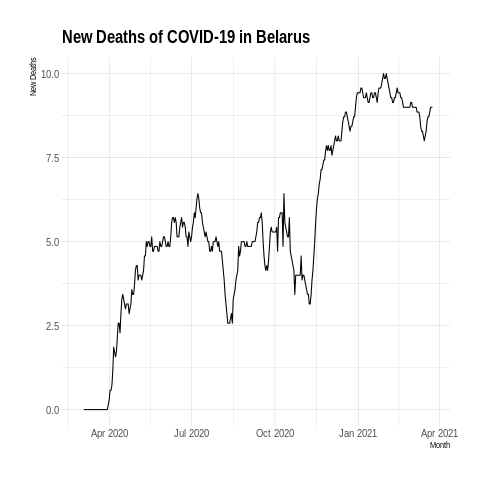 New Deaths of COVID-19 in Belarus
New Deaths
10.0
7.5
5.0
2.5
0.0
Apr 2020 Jul 2020 Oct 2020 Jan 2021 Apr 2021
Month